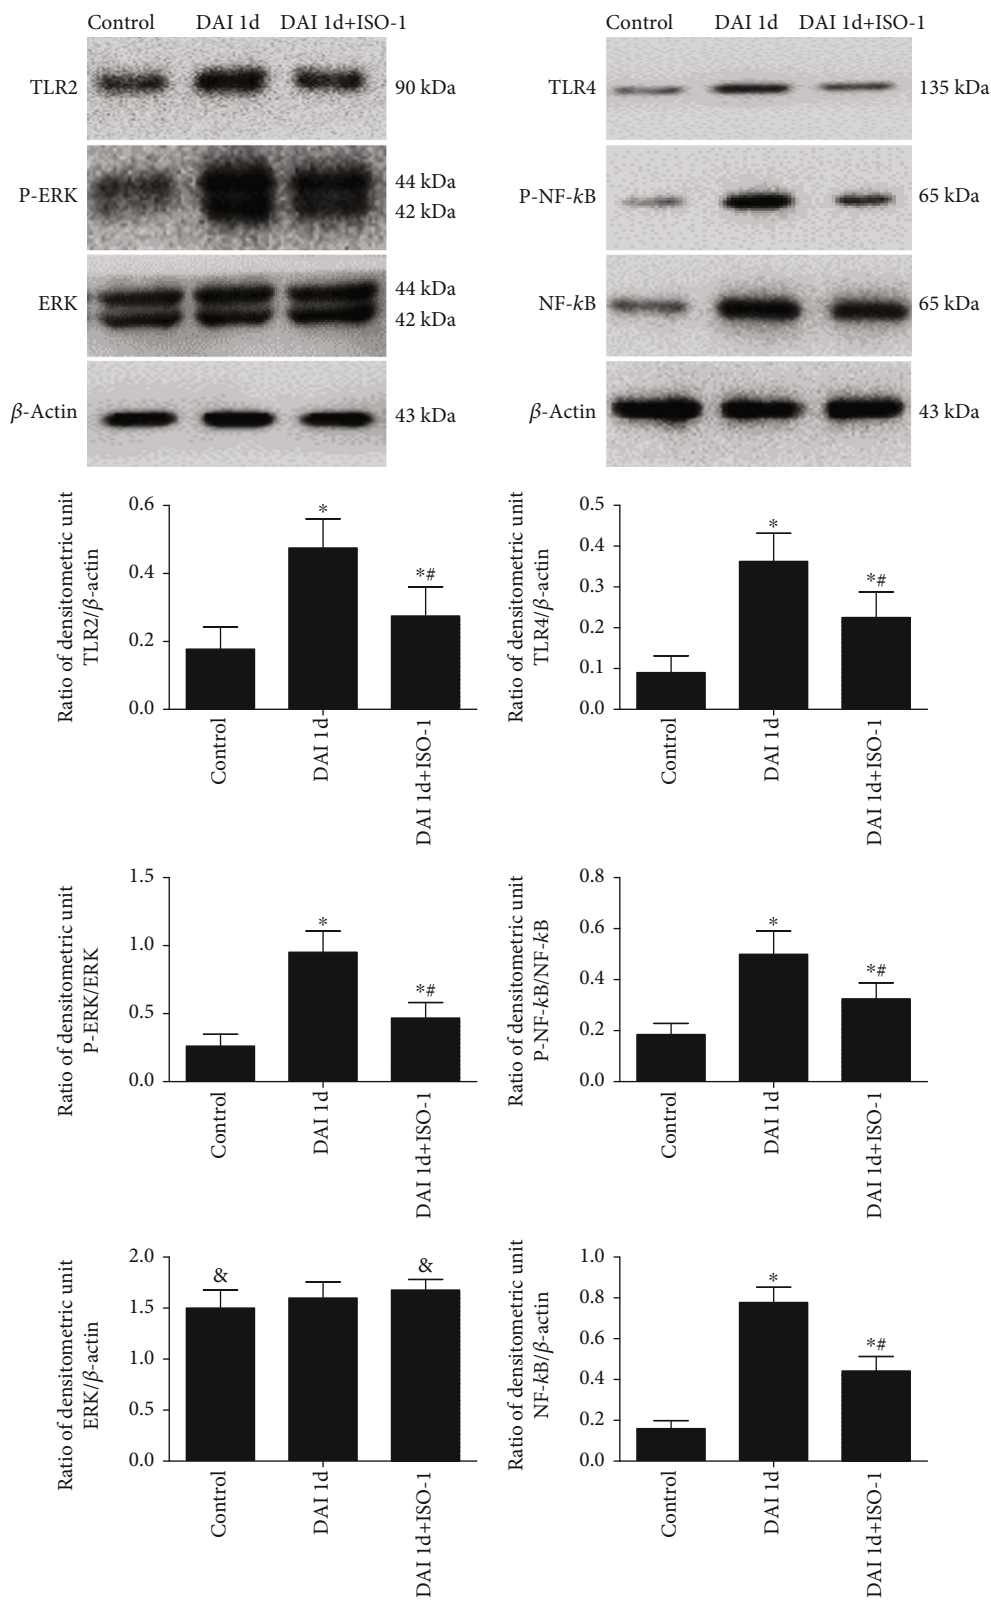 Control DAI 1d DAI 1d+ISO-1
TLR2 90 kDa
P-ERK 44 kDa
42 kDa
ERK 44 kDa
42 kDa
β-Actin 43 kDa
Control DAI 1d DAI 1d+ISO-1
TLR4 135 kDa
P-NF-kB 65 kDa
NF-kB 65 kDa
β-Actin 43 kDa
Ratio of densitometric unit
TLR2/β-actin
0.6
0.4
0.2
0.0
*
*#
Control
DAI 1d
DAI 1d+ISO-1
Ratio of densitometric unit
TLR4/β-actin
0.5
0.4
0.3
0.2
0.1
0.0
*
*#
Control
DAI 1d
DAI 1d+ISO-1
Ratio of densitometric unit
P-ERK/ERK
1.5
1.0
0.5
0.0
*
*#
Control
DAI 1d
DAI 1d+ISO-1
Ratio of densitometric unit
P-NF-kB/NF-kB
0.8
0.6
0.4
0.2
0.0
*
*#
Control
DAI 1d
DAI 1d+ISO-1
Ratio of densitometric unit
ERK/β-actin
2.0
1.5
1.0
0.5
0.0
&
&
Control
DAI 1d
DAI 1d+ISO-1
Ratio of densitometric unit
NF-kB/β-actin
1.0
0.8
0.6
0.4
0.2
0.0
*
*#
Control
DAI 1d
DAI 1d+ISO-1